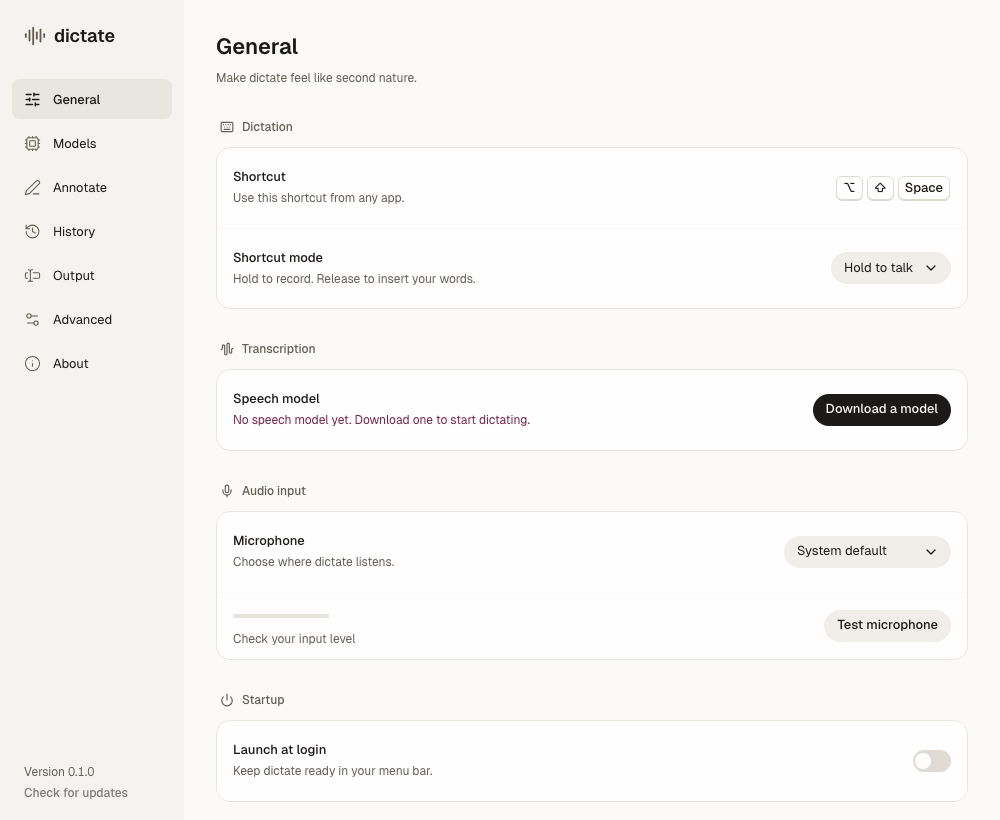 dictate
General
Models
Annotate
History
Output
Advanced
About
Version 0.1.0
Check for updates
General
Make dictate feel like second nature.
Dictation
Shortcut
Use this shortcut from any app.
⌥ ⇧ Space
Shortcut mode
Hold to record. Release to insert your words.
Hold to talk
Transcription
Speech model
No speech model yet. Download one to start dictating.
Download a model
Audio input
Microphone
Choose where dictate listens.
System default
Check your input level
Test microphone
Startup
Launch at login
Keep dictate ready in your menu bar.